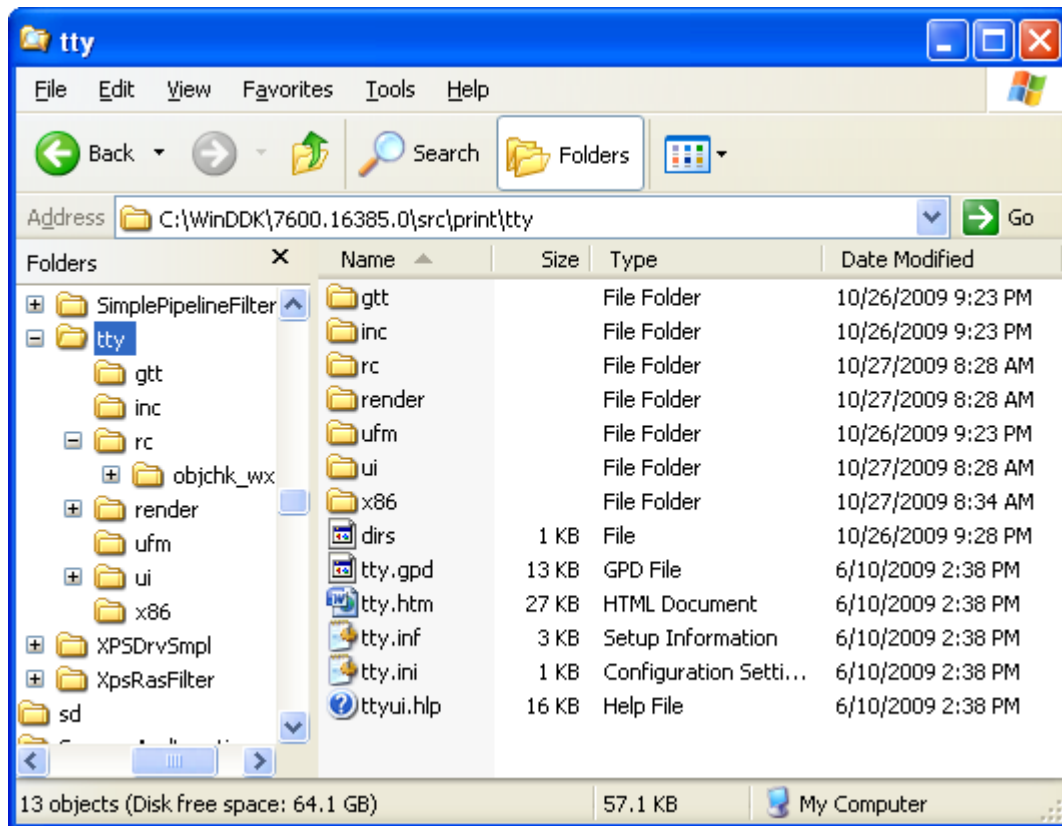 tty
File Edit View Favorites Tools Help
Back Search Folders
Address C:\WinDDK\7600.16385.0\src\print\tty Go
Folders X
SimplePipelineFilter
tty
gtt
inc
rc
objchk_wx
render
ufm
ui
x86
XPSDrvSmpl
XpsRasFilter
sd
Name Size Type Date Modified
gtt File Folder 10/26/2009 9:23 PM
inc File Folder 10/26/2009 9:23 PM
rc File Folder 10/27/2009 8:28 AM
render File Folder 10/27/2009 8:28 AM
ufm File Folder 10/26/2009 9:23 PM
ui File Folder 10/27/2009 8:28 AM
x86 File Folder 10/27/2009 8:34 AM
dirs 1 KB File 10/26/2009 9:28 PM
tty.gpd 13 KB GPD File 6/10/2009 2:38 PM
tty.htm 27 KB HTML Document 6/10/2009 2:38 PM
tty.inf 3 KB Setup Information 6/10/2009 2:38 PM
tty.ini 1 KB Configuration Setti... 6/10/2009 2:38 PM
ttyui.hlp 16 KB Help File 6/10/2009 2:38 PM
13 objects (Disk free space: 64.1 GB) 57.1 KB My Computer